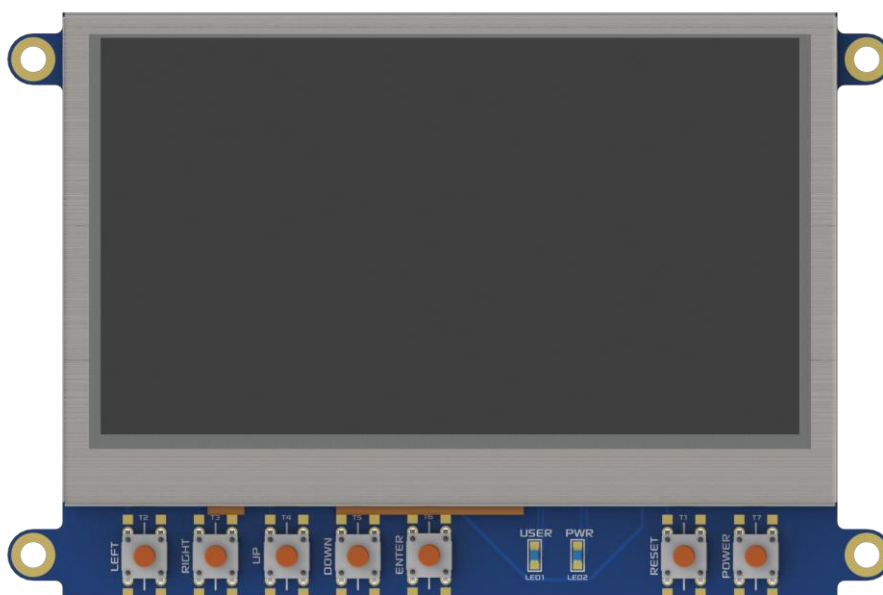 T2
T3
T4
T5
T6
T1
T7
LEFT
RIGHT
UP
DOWN
ENTER
USER
PWR
LED1
LED2
RESET
POWER